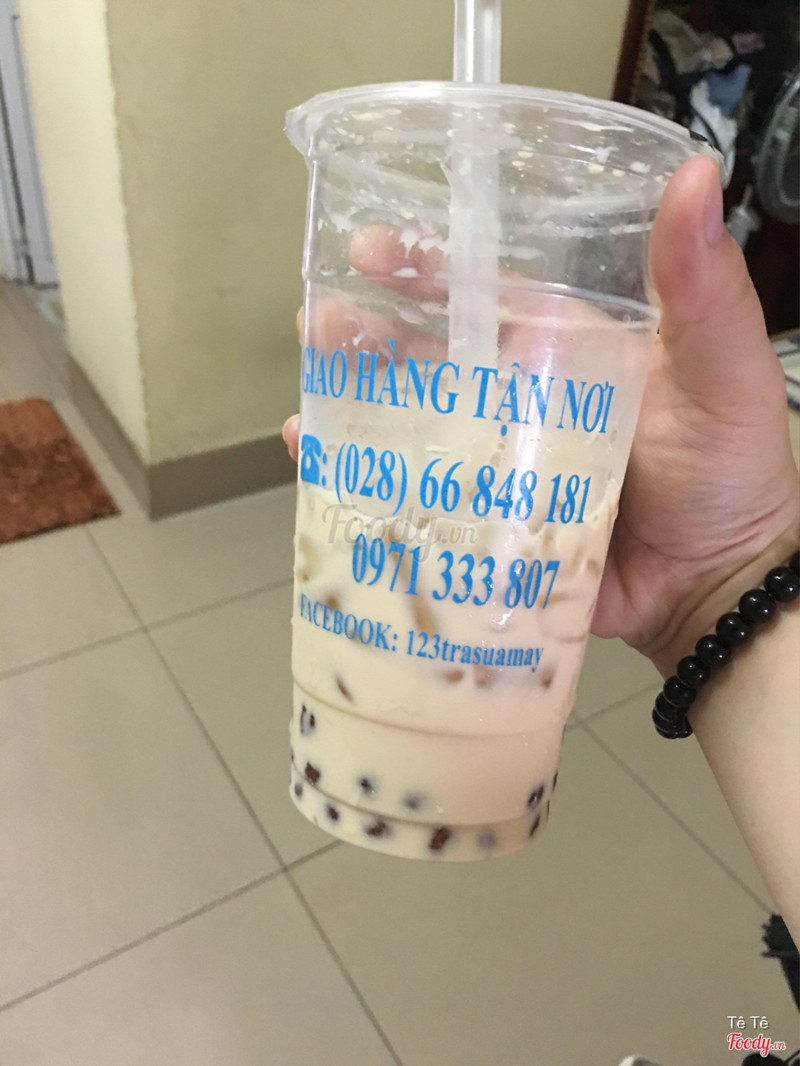 GIAO HÀNG TẬN NƠI
☎: (028) 66 848 181
0971 333 807
FACEBOOK: 123trasuamay
Foody.vn
Tê Tê
Foody.vn